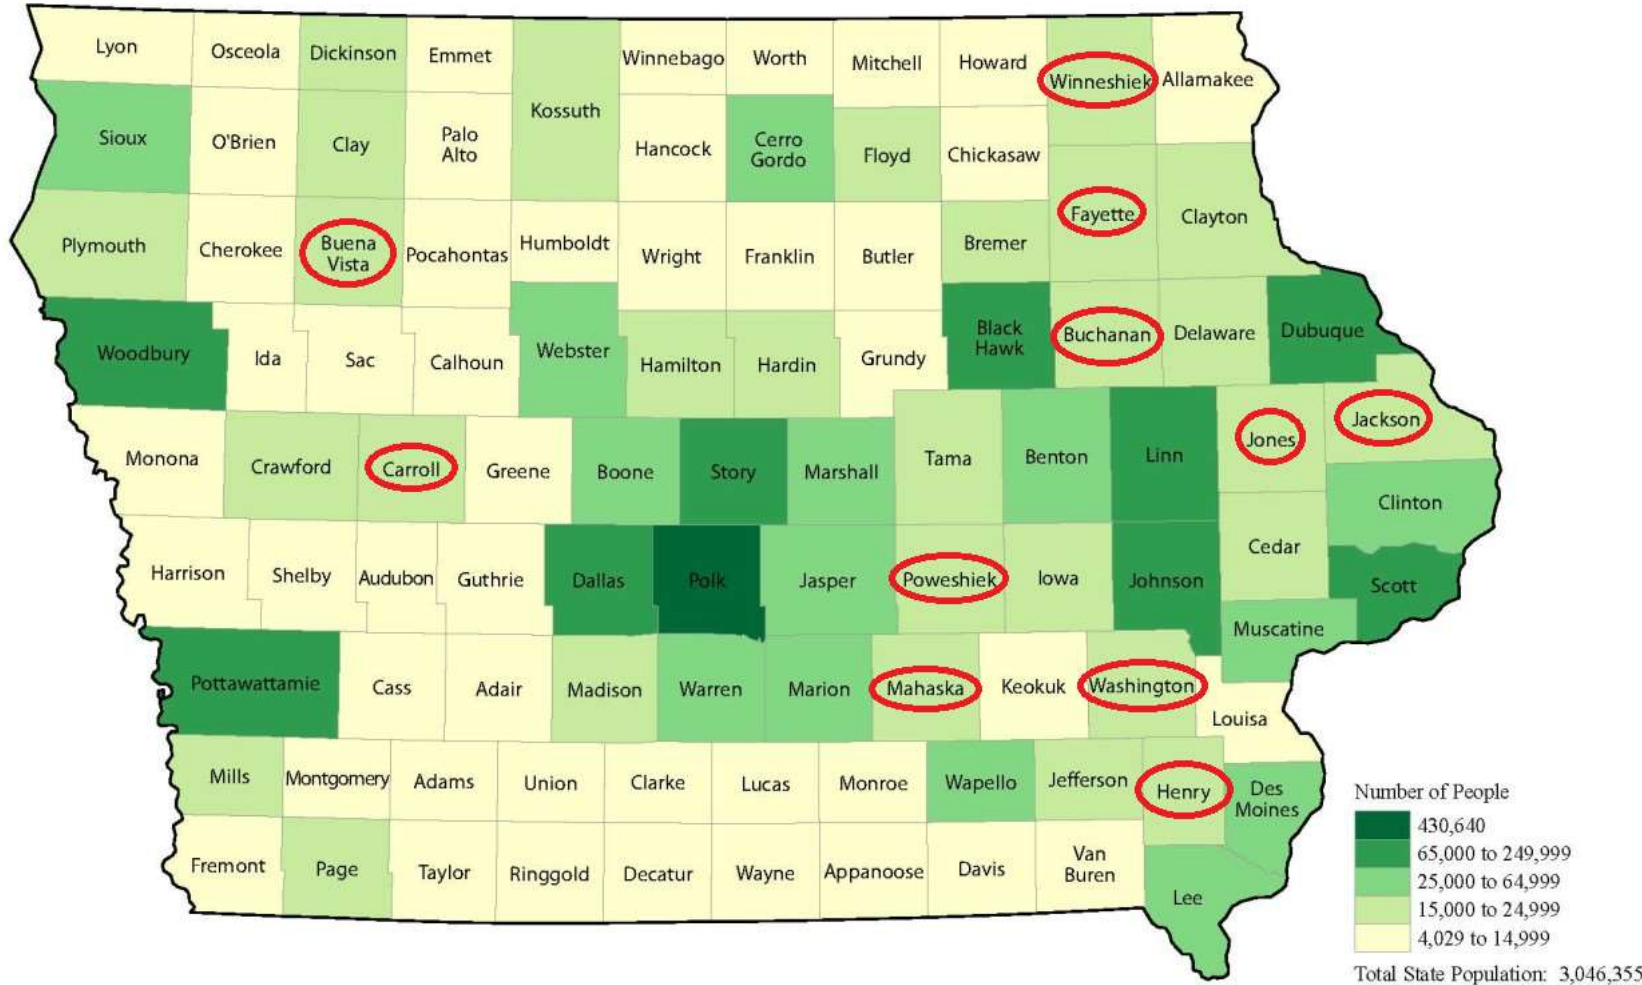 Lyon
Osceola
Dickinson
Emmet
Winnebago
Worth
Mitchell
Howard
Winneshiek
Allamakee
Kossuth
Sioux
O'Brien
Clay
Palo
Alto
Hancock
Cerro
Gordo
Floyd
Chickasaw
Fayette
Clayton
Plymouth
Cherokee
Buena
Vista
Pocahontas
Humboldt
Wright
Franklin
Butler
Bremer
Woodbury
Ida
Sac
Calhoun
Webster
Hamilton
Hardin
Grundy
Black
Hawk
Buchanan
Delaware
Dubuque
Monona
Crawford
Carroll
Greene
Boone
Story
Marshall
Tama
Benton
Linn
Jones
Jackson
Clinton
Harrison
Shelby
Audubon
Guthrie
Dallas
Polk
Jasper
Poweshiek
Iowa
Johnson
Cedar
Scott
Muscatine
Pottawattamie
Cass
Adair
Madison
Warren
Marion
Mahaska
Keokuk
Washington
Louisa
Mills
Montgomery
Adams
Union
Clarke
Lucas
Monroe
Wapello
Jefferson
Henry
Des
Moines
Fremont
Page
Taylor
Ringgold
Decatur
Wayne
Appanoose
Davis
Van
Buren
Lee
Number of People
430,640
65,000 to 249,999
25,000 to 64,999
15,000 to 24,999
4,029 to 14,999
Total State Population: 3,046,355